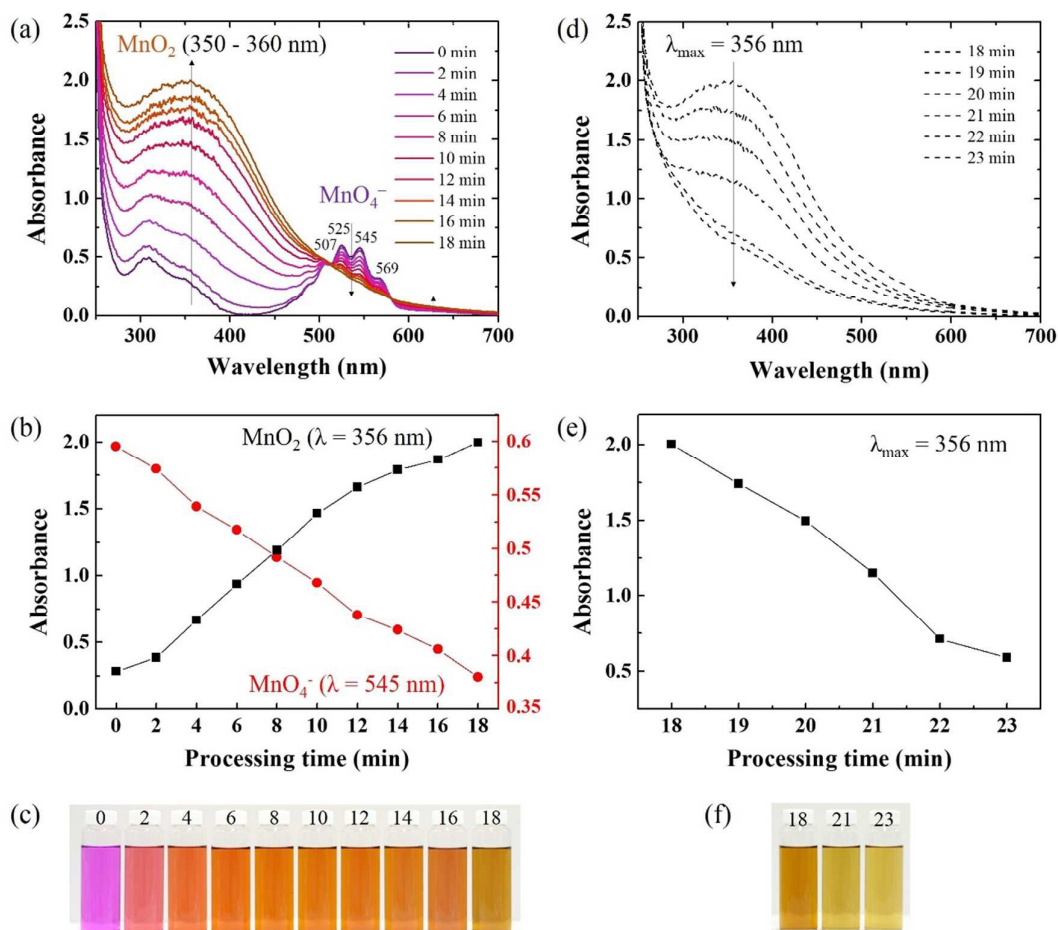 (a)
MnO₂ (350 - 360 nm)
MnO₄⁻
507
525
545
569
0 min
2 min
4 min
6 min
8 min
10 min
12 min
14 min
16 min
18 min
2.5
2.0
1.5
1.0
0.5
0.0
Absorbance
300 400 500 600 700
Wavelength (nm)
(d)
λmax = 356 nm
18 min
19 min
20 min
21 min
22 min
23 min
2.5
2.0
1.5
1.0
0.5
0.0
Absorbance
300 400 500 600 700
Wavelength (nm)
(b)
MnO₂ (λ = 356 nm)
MnO₄⁻ (λ = 545 nm)
2.0
1.5
1.0
0.5
0.0
Absorbance
0.6
0.55
0.5
0.45
0.4
0.35
0 2 4 6 8 10 12 14 16 18
Processing time (min)
(e)
λmax = 356 nm
2.0
1.5
1.0
0.5
Absorbance
18 19 20 21 22 23
Processing time (min)
(c)
0 2 4 6 8 10 12 14 16 18
(f)
18 21 23